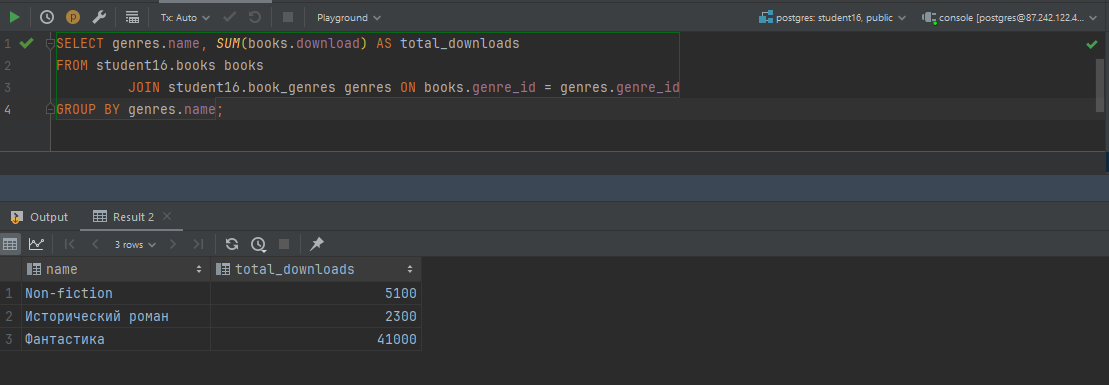 Tx: Auto Playground postgres: student16, public console [postgres@87.242.122.4...
1 SELECT genres.name, SUM(books.download) AS total_downloads
2 FROM student16.books books
3 JOIN student16.book_genres genres ON books.genre_id = genres.genre_id
4 GROUP BY genres.name;
Output Result 2
3 rows
name total_downloads
1 Non-fiction 5100
2 Исторический роман 2300
3 Фантастика 41000